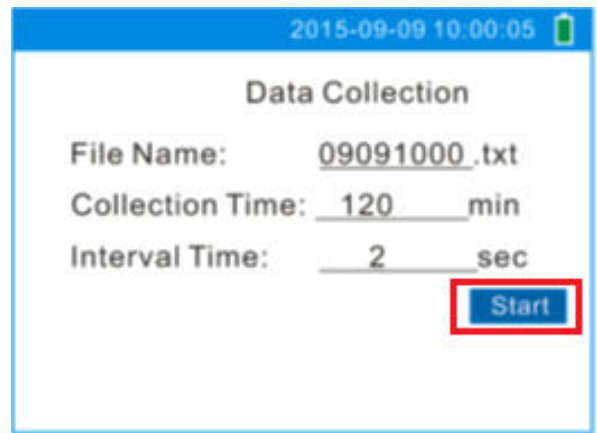 2015-09-09 10:00:05
Data Collection
File Name: 09091000 .txt
Collection Time: 120 min
Interval Time: 2 sec
Start